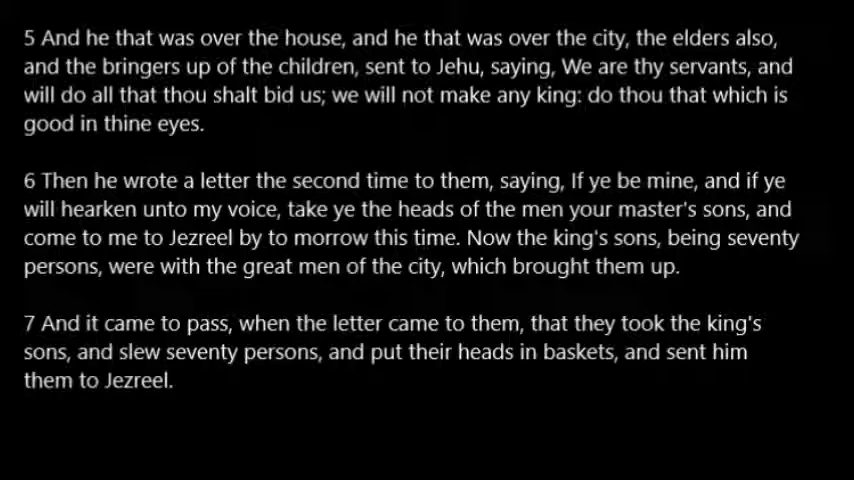 5 And he that was over the house, and he that was over the city, the elders also,
and the bringers up of the children, sent to Jehu, saying, We are thy servants, and
will do all that thou shalt bid us; we will not make any king: do thou that which is
good in thine eyes.
6 Then he wrote a letter the second time to them, saying, If ye be mine, and if ye
will hearken unto my voice, take ye the heads of the men your master's sons, and
come to me to Jezreel by to morrow this time. Now the king's sons, being seventy
persons, were with the great men of the city, which brought them up.
7 And it came to pass, when the letter came to them, that they took the king's
sons, and slew seventy persons, and put their heads in baskets, and sent him
them to Jezreel.